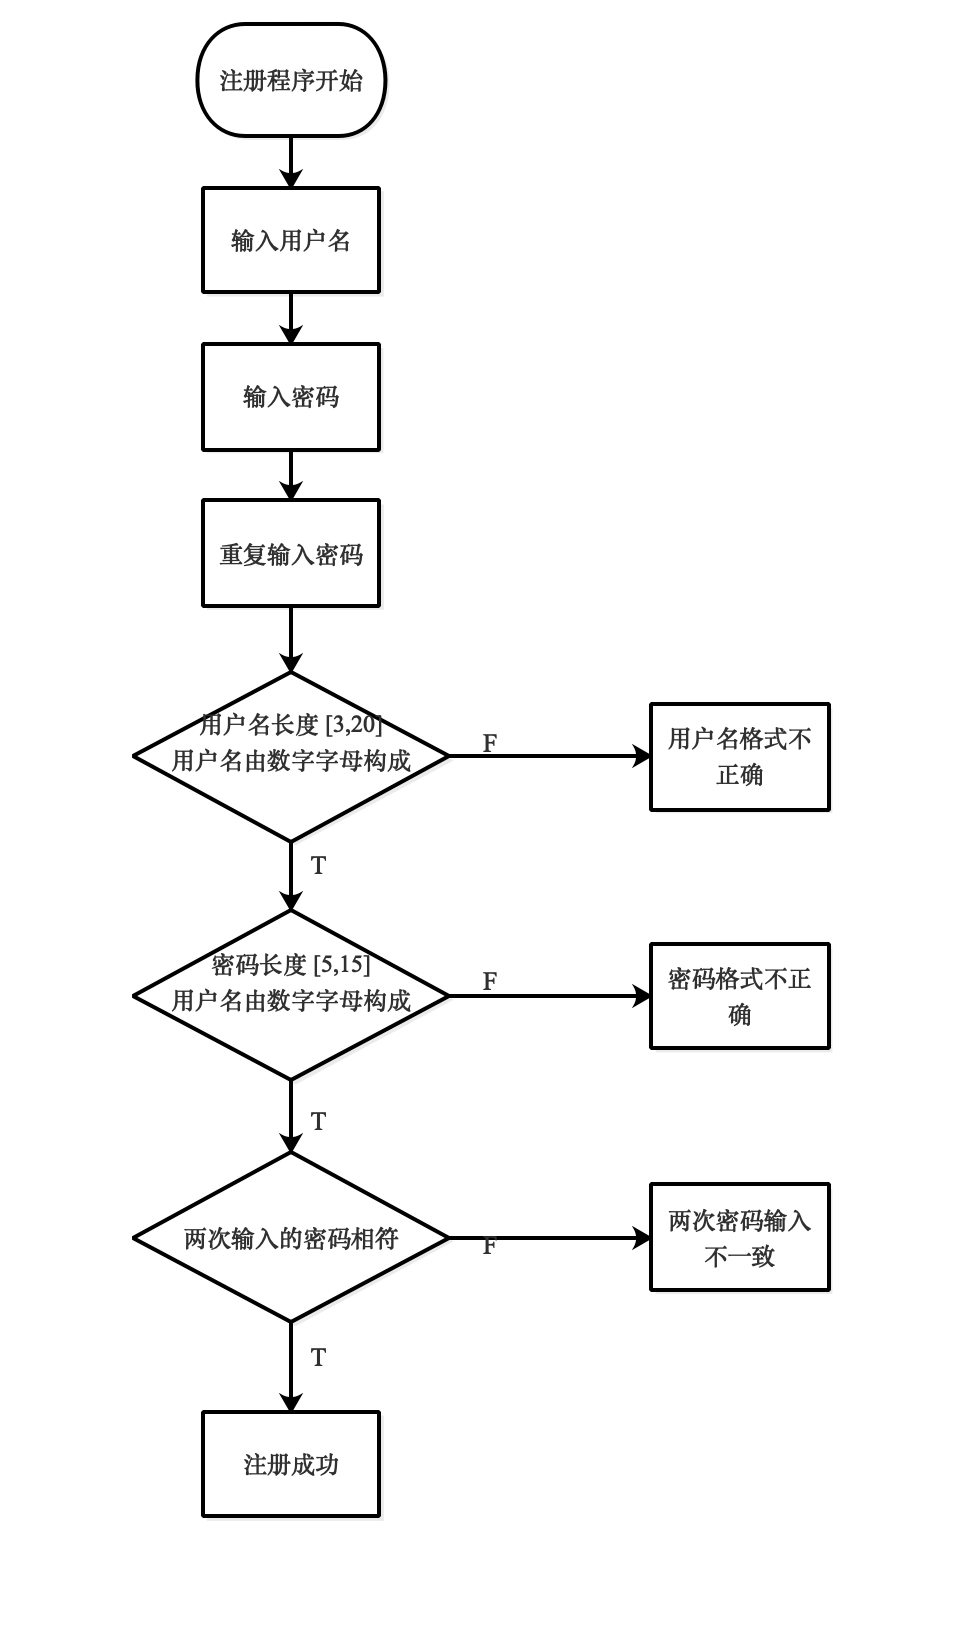 注册程序开始
输入用户名
输入密码
重复输入密码
用户名长度 [3,20]
用户名由数字字母构成
F
用户名格式不
正确
T
密码长度 [5,15]
用户名由数字字母构成
F
密码格式不正
确
T
两次输入的密码相符
F
两次密码输入
不一致
T
注册成功